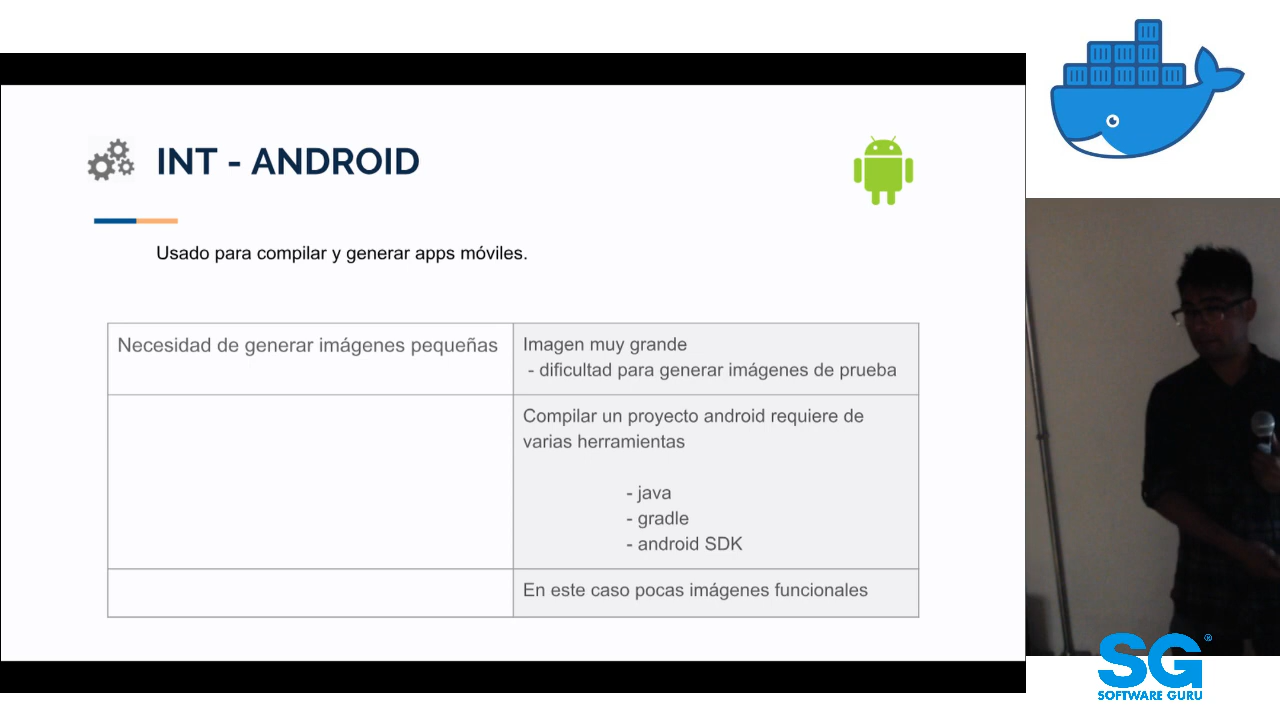 INT - ANDROID
Usado para compilar y generar apps móviles.
Necesidad de generar imágenes pequeñas
Imagen muy grande
- dificultad para generar imágenes de prueba
Compilar un proyecto android requiere de
varias herramientas
- java
- gradle
- android SDK
En este caso pocas imágenes funcionales
SG®
SOFTWARE GURU